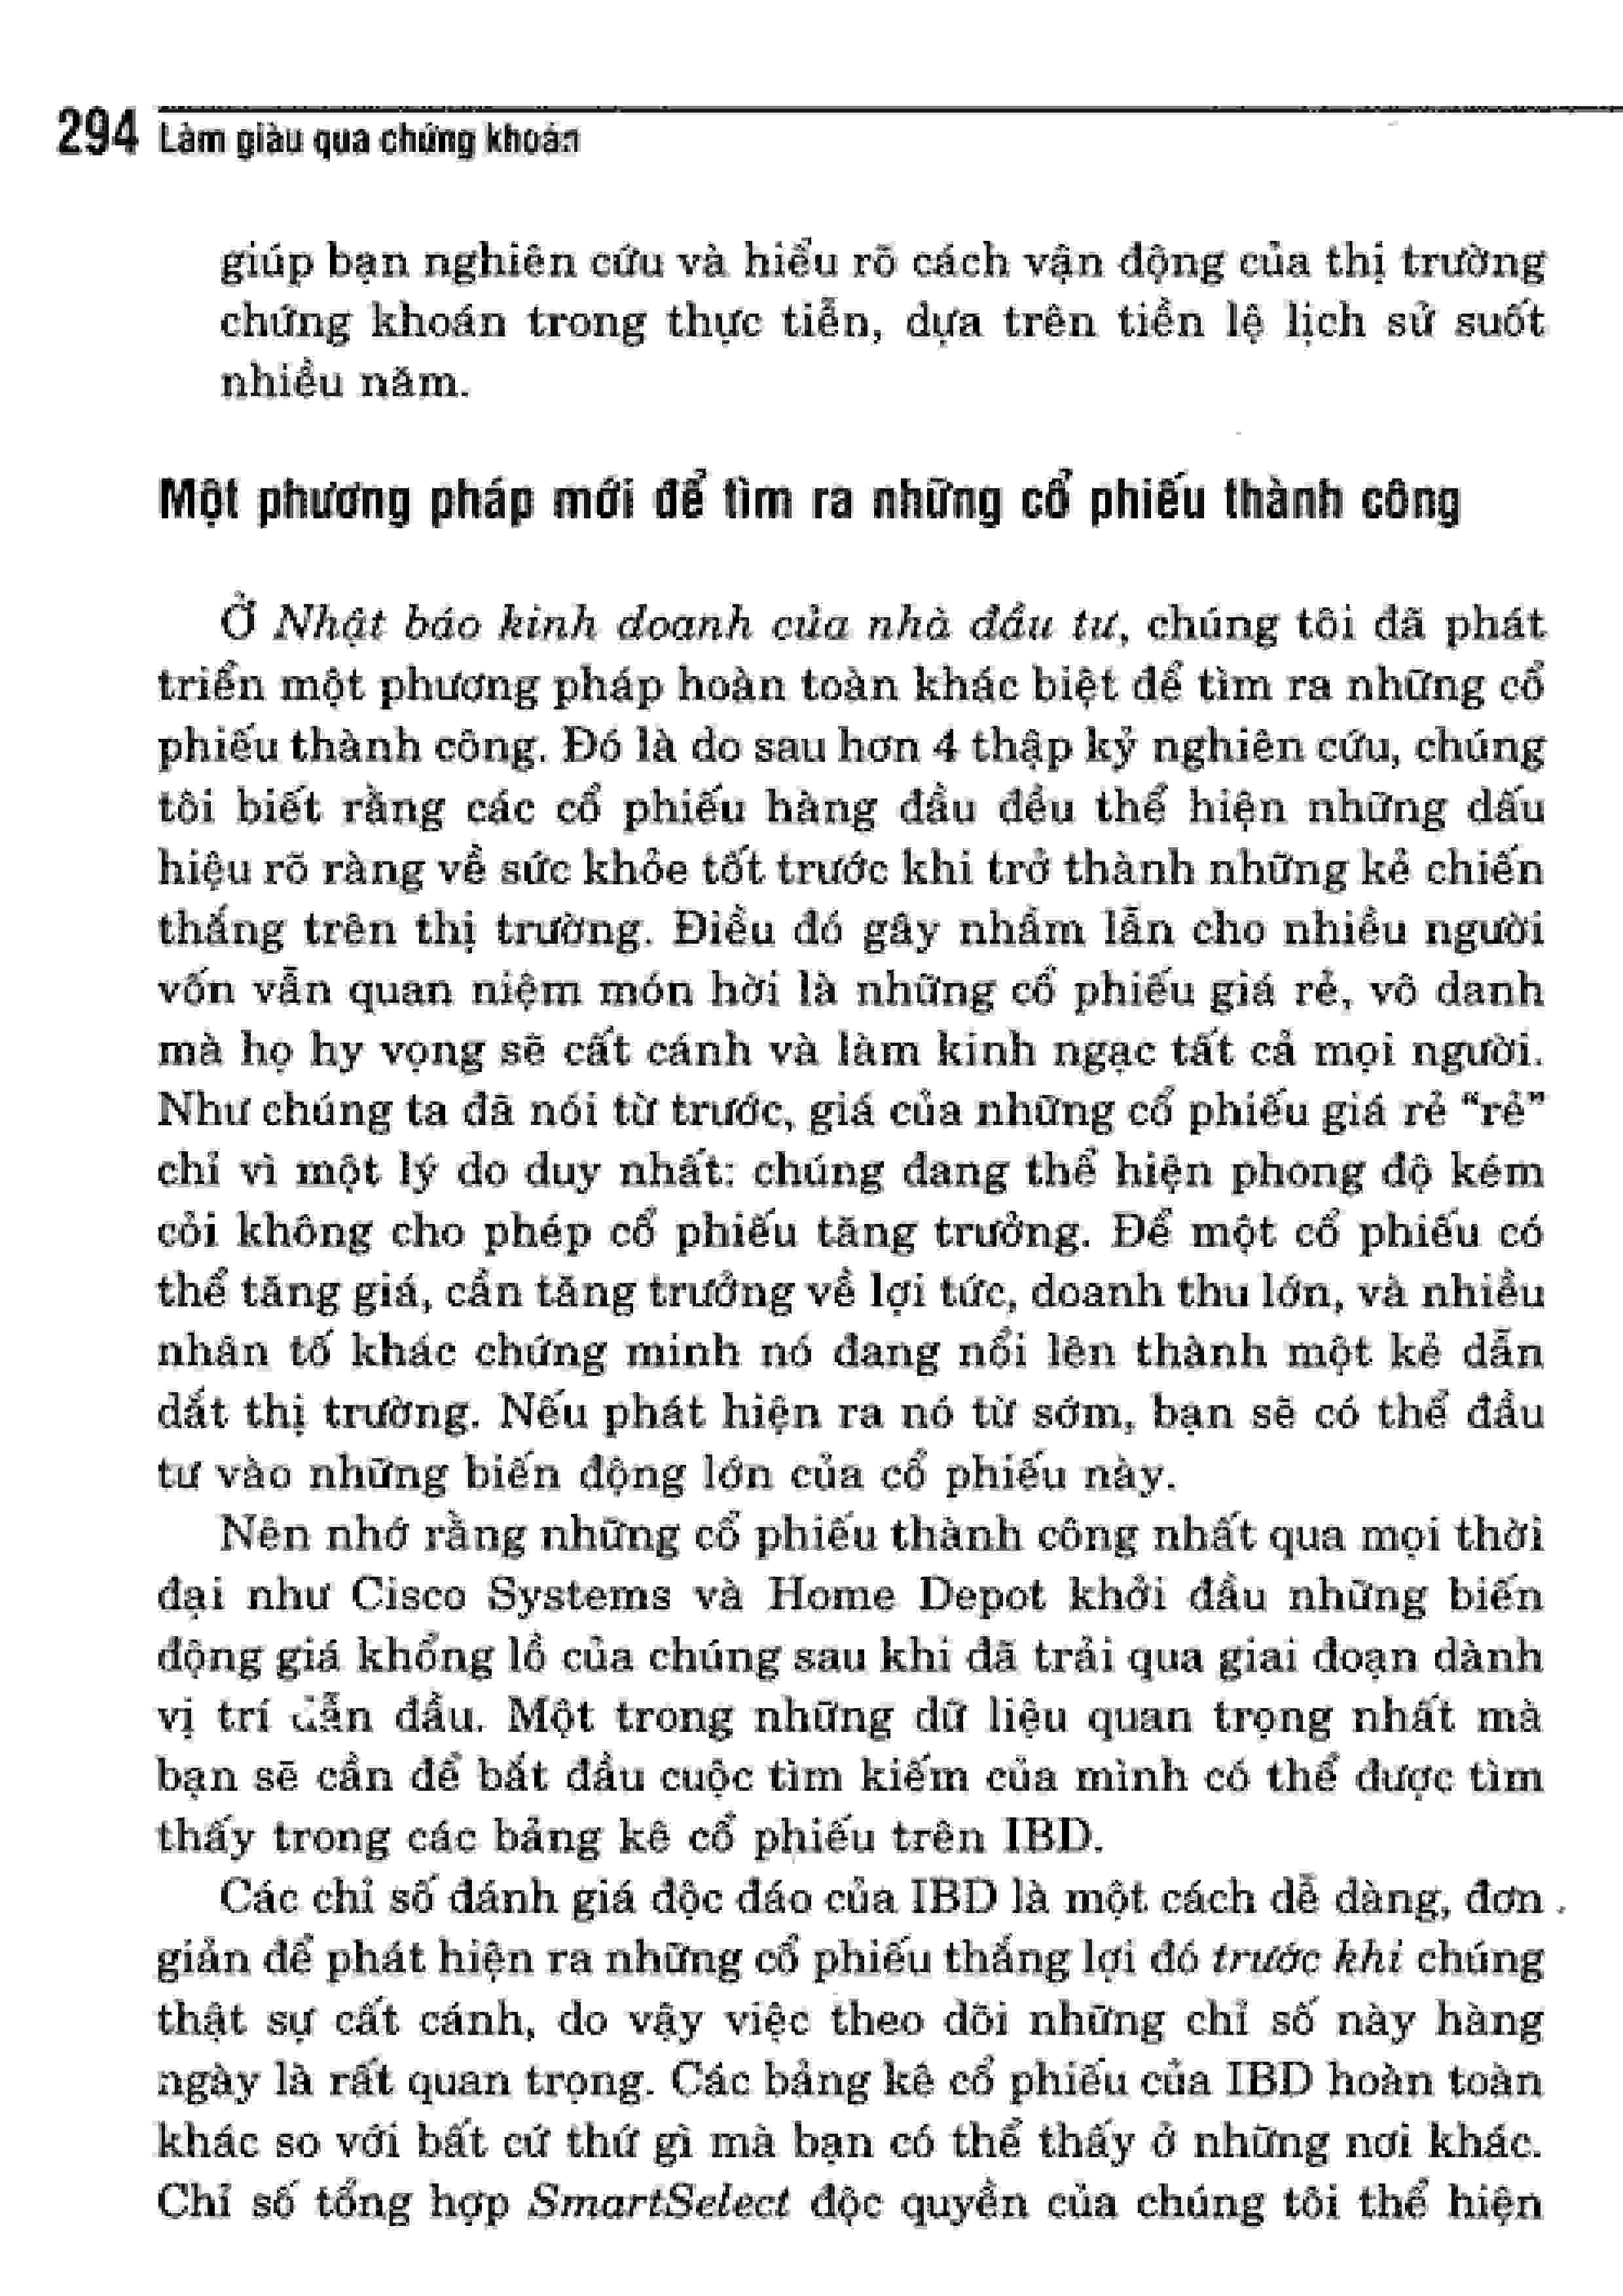 294 Làm giàu qua chứng khoán
giúp bạn nghiên cứu và hiểu rõ cách vận động của thị trường
chứng khoán trong thực tiễn, dựa trên tiền lệ lịch sử suốt
nhiều năm.
Một phương pháp mới để tìm ra những cổ phiếu thành công
Ở Nhật báo kinh doanh của nhà đầu tư, chúng tôi đã phát
triển một phương pháp hoàn toàn khác biệt để tìm ra những cổ
phiếu thành công. Đó là do sau hơn 4 thập kỷ nghiên cứu, chúng
tôi biết rằng các cổ phiếu hàng đầu đều thể hiện những dấu
hiệu rõ ràng về sức khỏe tốt trước khi trở thành những kẻ chiến
thắng trên thị trường. Điều đó gây nhầm lẫn cho nhiều người
vốn vẫn quan niệm món hời là những cổ phiếu giá rẻ, vô danh
mà họ hy vọng sẽ cất cánh và làm kinh ngạc tất cả mọi người.
Như chúng ta đã nói từ trước, giá của những cổ phiếu giá rẻ “rẻ”
chỉ vì một lý do duy nhất: chúng đang thể hiện phong độ kém
cỏi không cho phép cổ phiếu tăng trưởng. Để một cổ phiếu có
thể tăng giá, cần tăng trưởng về lợi tức, doanh thu lớn, và nhiều
nhân tố khác chứng minh nó đang nổi lên thành một kẻ dẫn
dắt thị trường. Nếu phát hiện ra nó từ sớm, bạn sẽ có thể đầu
tư vào những biến động lớn của cổ phiếu này.
Nên nhớ rằng những cổ phiếu thành công nhất qua mọi thời
đại như Cisco Systems và Home Depot khởi đầu những biến
động giá khổng lồ của chúng sau khi đã trải qua giai đoạn dành
vị trí dẫn đầu. Một trong những dữ liệu quan trọng nhất mà
bạn sẽ cần để bắt đầu cuộc tìm kiếm của mình có thể được tìm
thấy trong các bảng kê cổ phiếu trên IBD.
Các chỉ số đánh giá độc đáo của IBD là một cách dễ dàng, đơn
giản để phát hiện ra những cổ phiếu thắng lợi đó trước khi chúng
thật sự cất cánh, do vậy việc theo dõi những chỉ số này hàng
ngày là rất quan trọng. Các bảng kê cổ phiếu của IBD hoàn toàn
khác so với bất cứ thứ gì mà bạn có thể thấy ở những nơi khác.
Chỉ số tổng hợp SmartSelect độc quyền của chúng tôi thể hiện